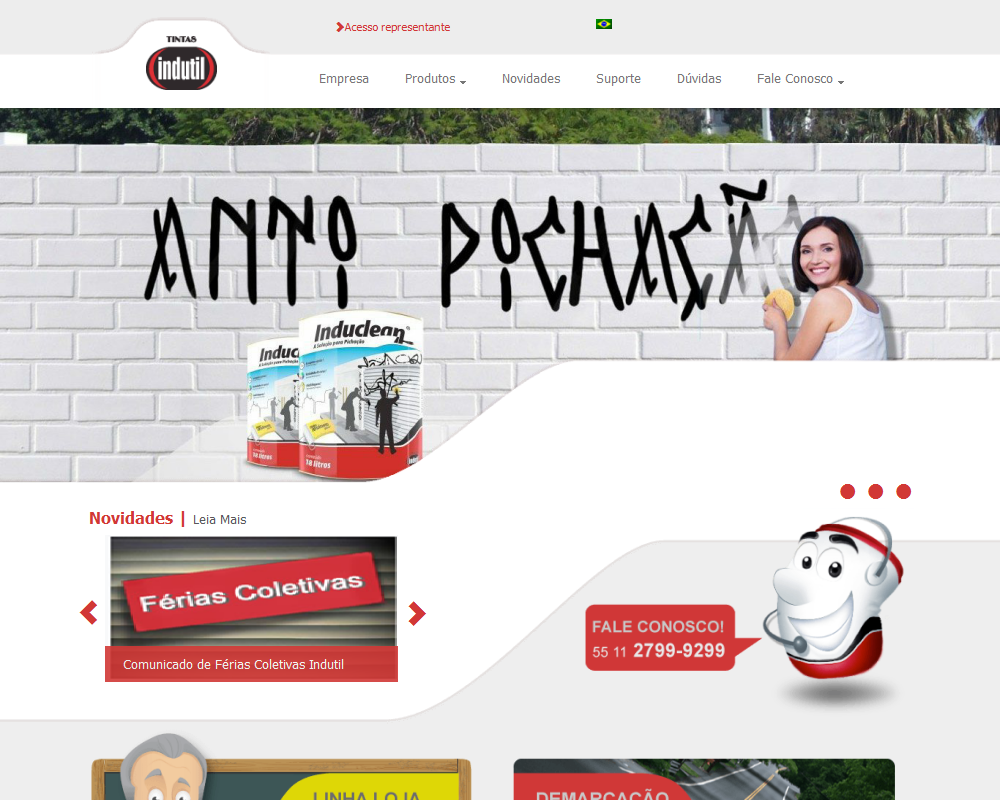 Acesso representante
TINTAS
indutil
Empresa
Produtos
Novidades
Suporte
Dúvidas
Fale Conosco
ANTI PICHAÇÃO
Induclean
A Solução para Pichação
Induc
18 litros
18 litros
Novidades | Leia Mais
Férias Coletivas
Comunicado de Férias Coletivas Indutil
FALE CONOSCO!
55 11 2799-9299
LINHA LOJA
DEMARCAÇÃO